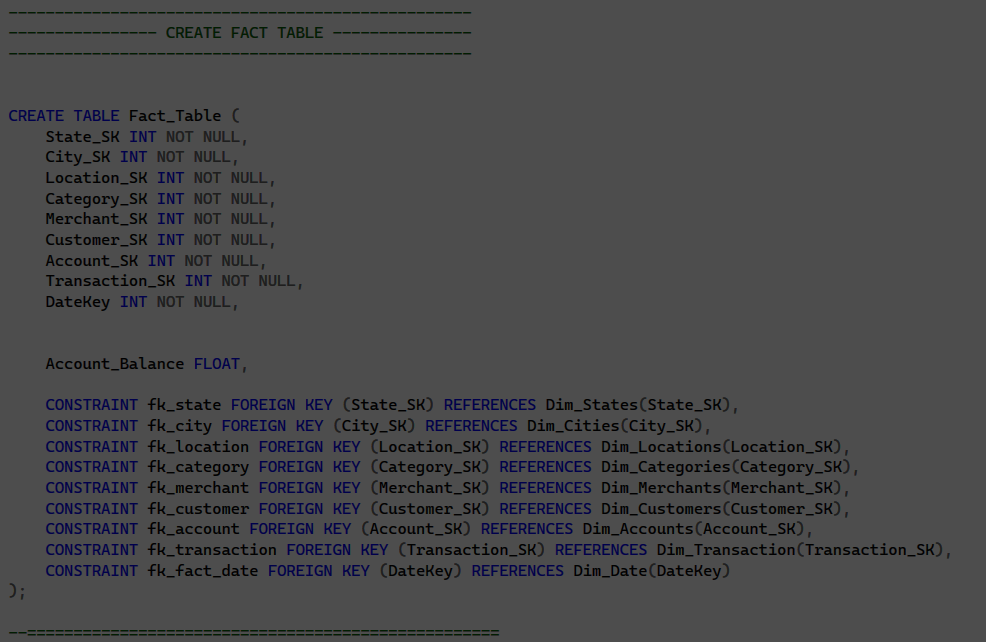 --------------------------------------------------
---------------- CREATE FACT TABLE ---------------
--------------------------------------------------
CREATE TABLE Fact_Table (
    State_SK INT NOT NULL,
    City_SK INT NOT NULL,
    Location_SK INT NOT NULL,
    Category_SK INT NOT NULL,
    Merchant_SK INT NOT NULL,
    Customer_SK INT NOT NULL,
    Account_SK INT NOT NULL,
    Transaction_SK INT NOT NULL,
    DateKey INT NOT NULL,
    Account_Balance FLOAT,
    CONSTRAINT fk_state FOREIGN KEY (State_SK) REFERENCES Dim_States(State_SK),
    CONSTRAINT fk_city FOREIGN KEY (City_SK) REFERENCES Dim_Cities(City_SK),
    CONSTRAINT fk_location FOREIGN KEY (Location_SK) REFERENCES Dim_Locations(Location_SK),
    CONSTRAINT fk_category FOREIGN KEY (Category_SK) REFERENCES Dim_Categories(Category_SK),
    CONSTRAINT fk_merchant FOREIGN KEY (Merchant_SK) REFERENCES Dim_Merchants(Merchant_SK),
    CONSTRAINT fk_customer FOREIGN KEY (Customer_SK) REFERENCES Dim_Customers(Customer_SK),
    CONSTRAINT fk_account FOREIGN KEY (Account_SK) REFERENCES Dim_Accounts(Account_SK),
    CONSTRAINT fk_transaction FOREIGN KEY (Transaction_SK) REFERENCES Dim_Transaction(Transaction_SK),
    CONSTRAINT fk_fact_date FOREIGN KEY (DateKey) REFERENCES Dim_Date(DateKey)
);
--===================================================